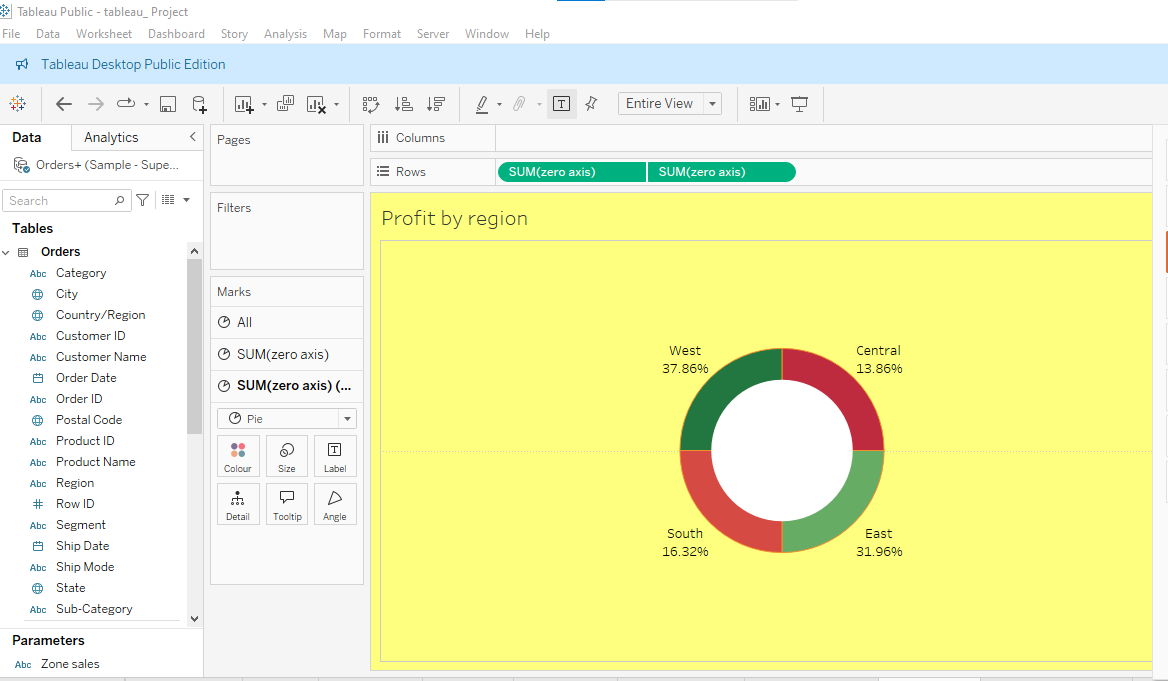 Tableau Public - tableau_ Project
File Data Worksheet Dashboard Story Analysis Map Format Server Window Help
Tableau Desktop Public Edition
Entire View
Data Analytics
Orders+ (Sample - Supe...
Search
Tables
Orders
Abc Category
City
Country/Region
Abc Customer ID
Abc Customer Name
Order Date
Abc Order ID
Postal Code
Abc Product ID
Abc Product Name
Abc Region
Row ID
Abc Segment
Ship Date
Abc Ship Mode
State
Abc Sub-Category
Parameters
Abc Zone sales
Pages
Filters
Marks
All
SUM(zero axis)
SUM(zero axis) (...
Pie
Colour Size Label
Detail Tooltip Angle
Columns
Rows SUM(zero axis) SUM(zero axis)
Profit by region
West
37.86%
Central
13.86%
South
16.32%
East
31.96%